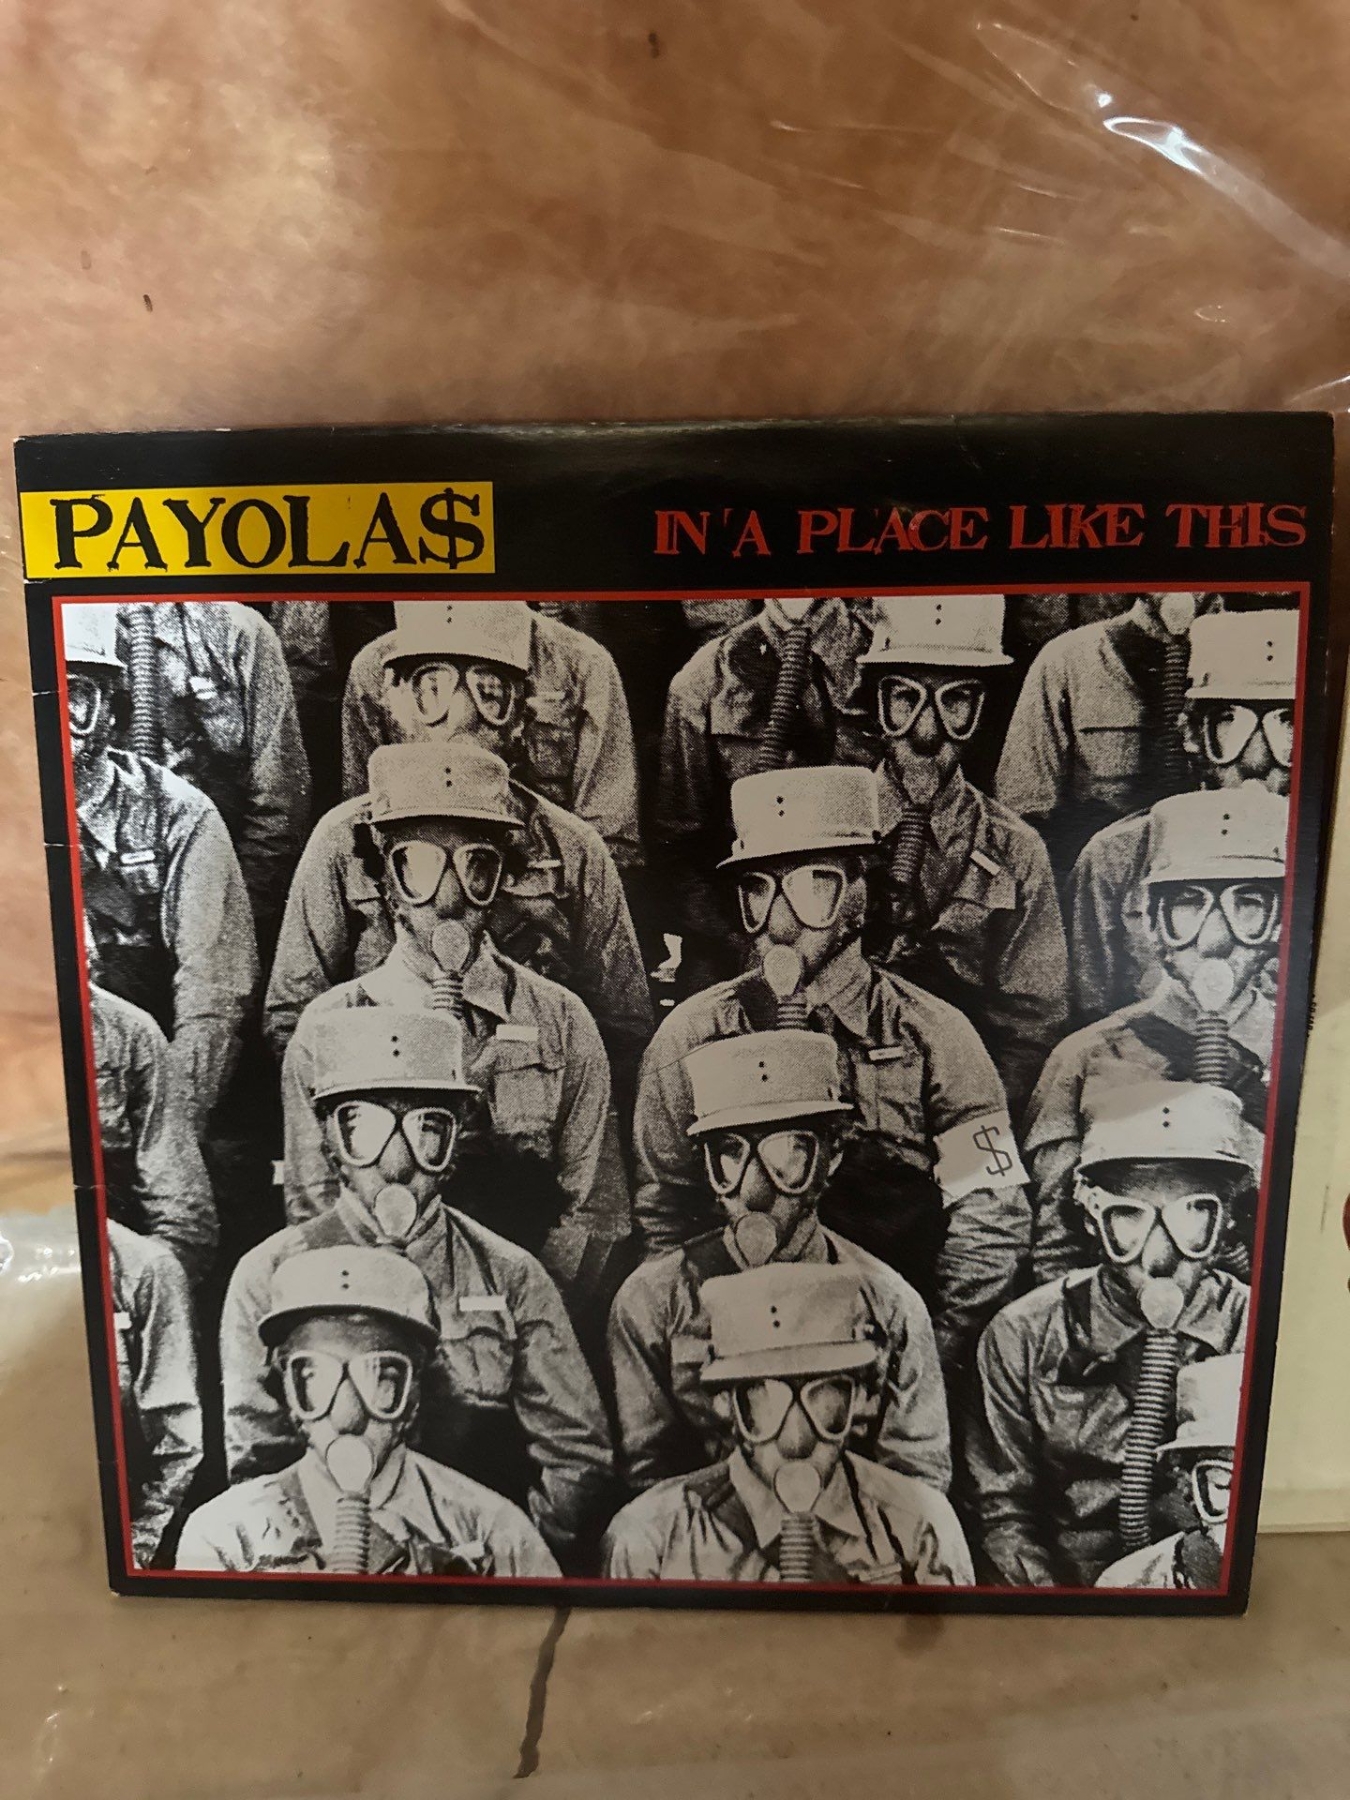 PAYOLA$
IN A PLACE LIKE THIS
$